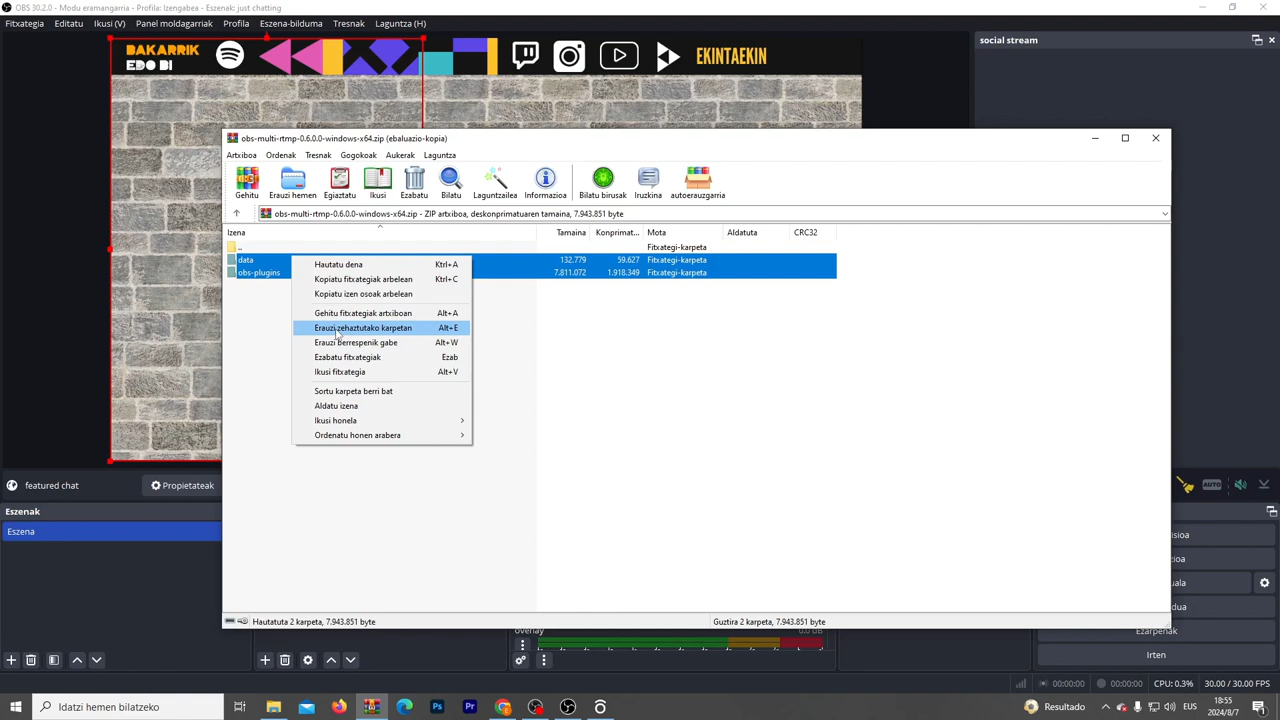 OBS 30.2.0 - Modu eramangarria - Profila: Izengabea - Eszenak: just chatting
Fitxategia Editatu Ikusi (V) Panel moldagarriak Profila Eszena-bilduma Tresnak Laguntza (H)
BAKARRIK
EDO BI
EKINTAEKIN
social stream
obs-multi-rtmp-0.6.0.0-windows-x64.zip (ebaluazio-kopia)
Artxiboa Ordenak Tresnak Gogokoak Aukerak Laguntza
Gehitu Erauzi hemen Egiaztatu Ikusi Ezabatu Bilatu Laguntzailea Informazioa Bilatu birusak Iruzkina autoerauzgarria
obs-multi-rtmp-0.6.0.0-windows-x64.zip - ZIP artxiboa, deskonprimatuaren tamaina, 7.943.851 byte
Izena Tamaina Konprimat... Mota Aldatuta CRC32
.. Fitxategi-karpeta
data 132.779 59.627 Fitxategi-karpeta
obs-plugins 7.811.072 1.918.349 Fitxategi-karpeta
Hautatu dena Ktrl+A
Kopiatu fitxategiak arbelean Ktrl+C
Kopiatu izen osoak arbelean
Gehitu fitxategiak artxiboan Alt+A
Erauzi zehaztutako karpetan Alt+E
Erauzi berrespenik gabe Alt+W
Ezabatu fitxategiak Ezab
Ikusi fitxategia Alt+V
Sortu karpeta berri bat
Aldatu izena
Ikusi honela
Ordenatu honen arabera
featured chat Propietateak
AUTO
Eszenak
Eszena
Hautatuta 2 karpeta, 7.943.851 byte Guztira 2 karpeta, 7.943.851 byte
overlay 0.0 dB
Ezarpenak
Irten
00:00:00 00:00:00 CPU: 0.3% 30.00 / 30.00 FPS
Idatzi hemen bilatzeko
Ps Pr
Resultado
EUS
18:55
2024/8/7